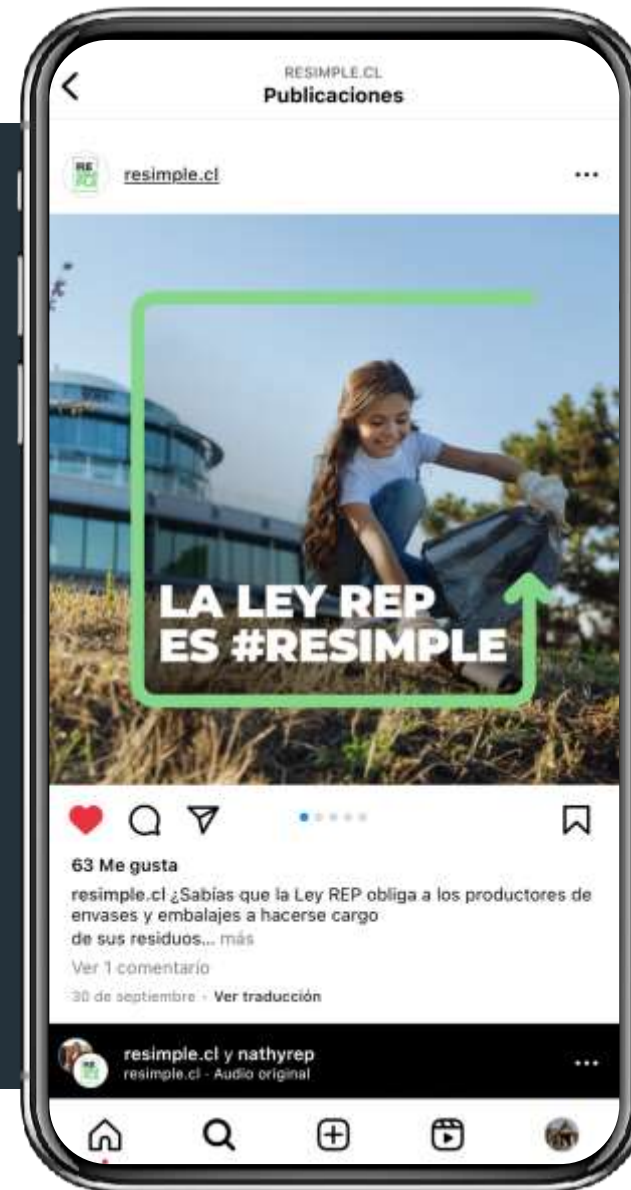 RESIMPLE.CL
Publicaciones
resimple.cl
LA LEY REP
ES #RESIMPLE
63 Me gusta
resimple.cl ¿Sabías que la Ley REP obliga a los productores de
envases y embalajes a hacerse cargo
de sus residuos... más
Ver 1 comentario
30 de septiembre · Ver traducción
resimple.cl y nathyrep
resimple.cl · Audio original